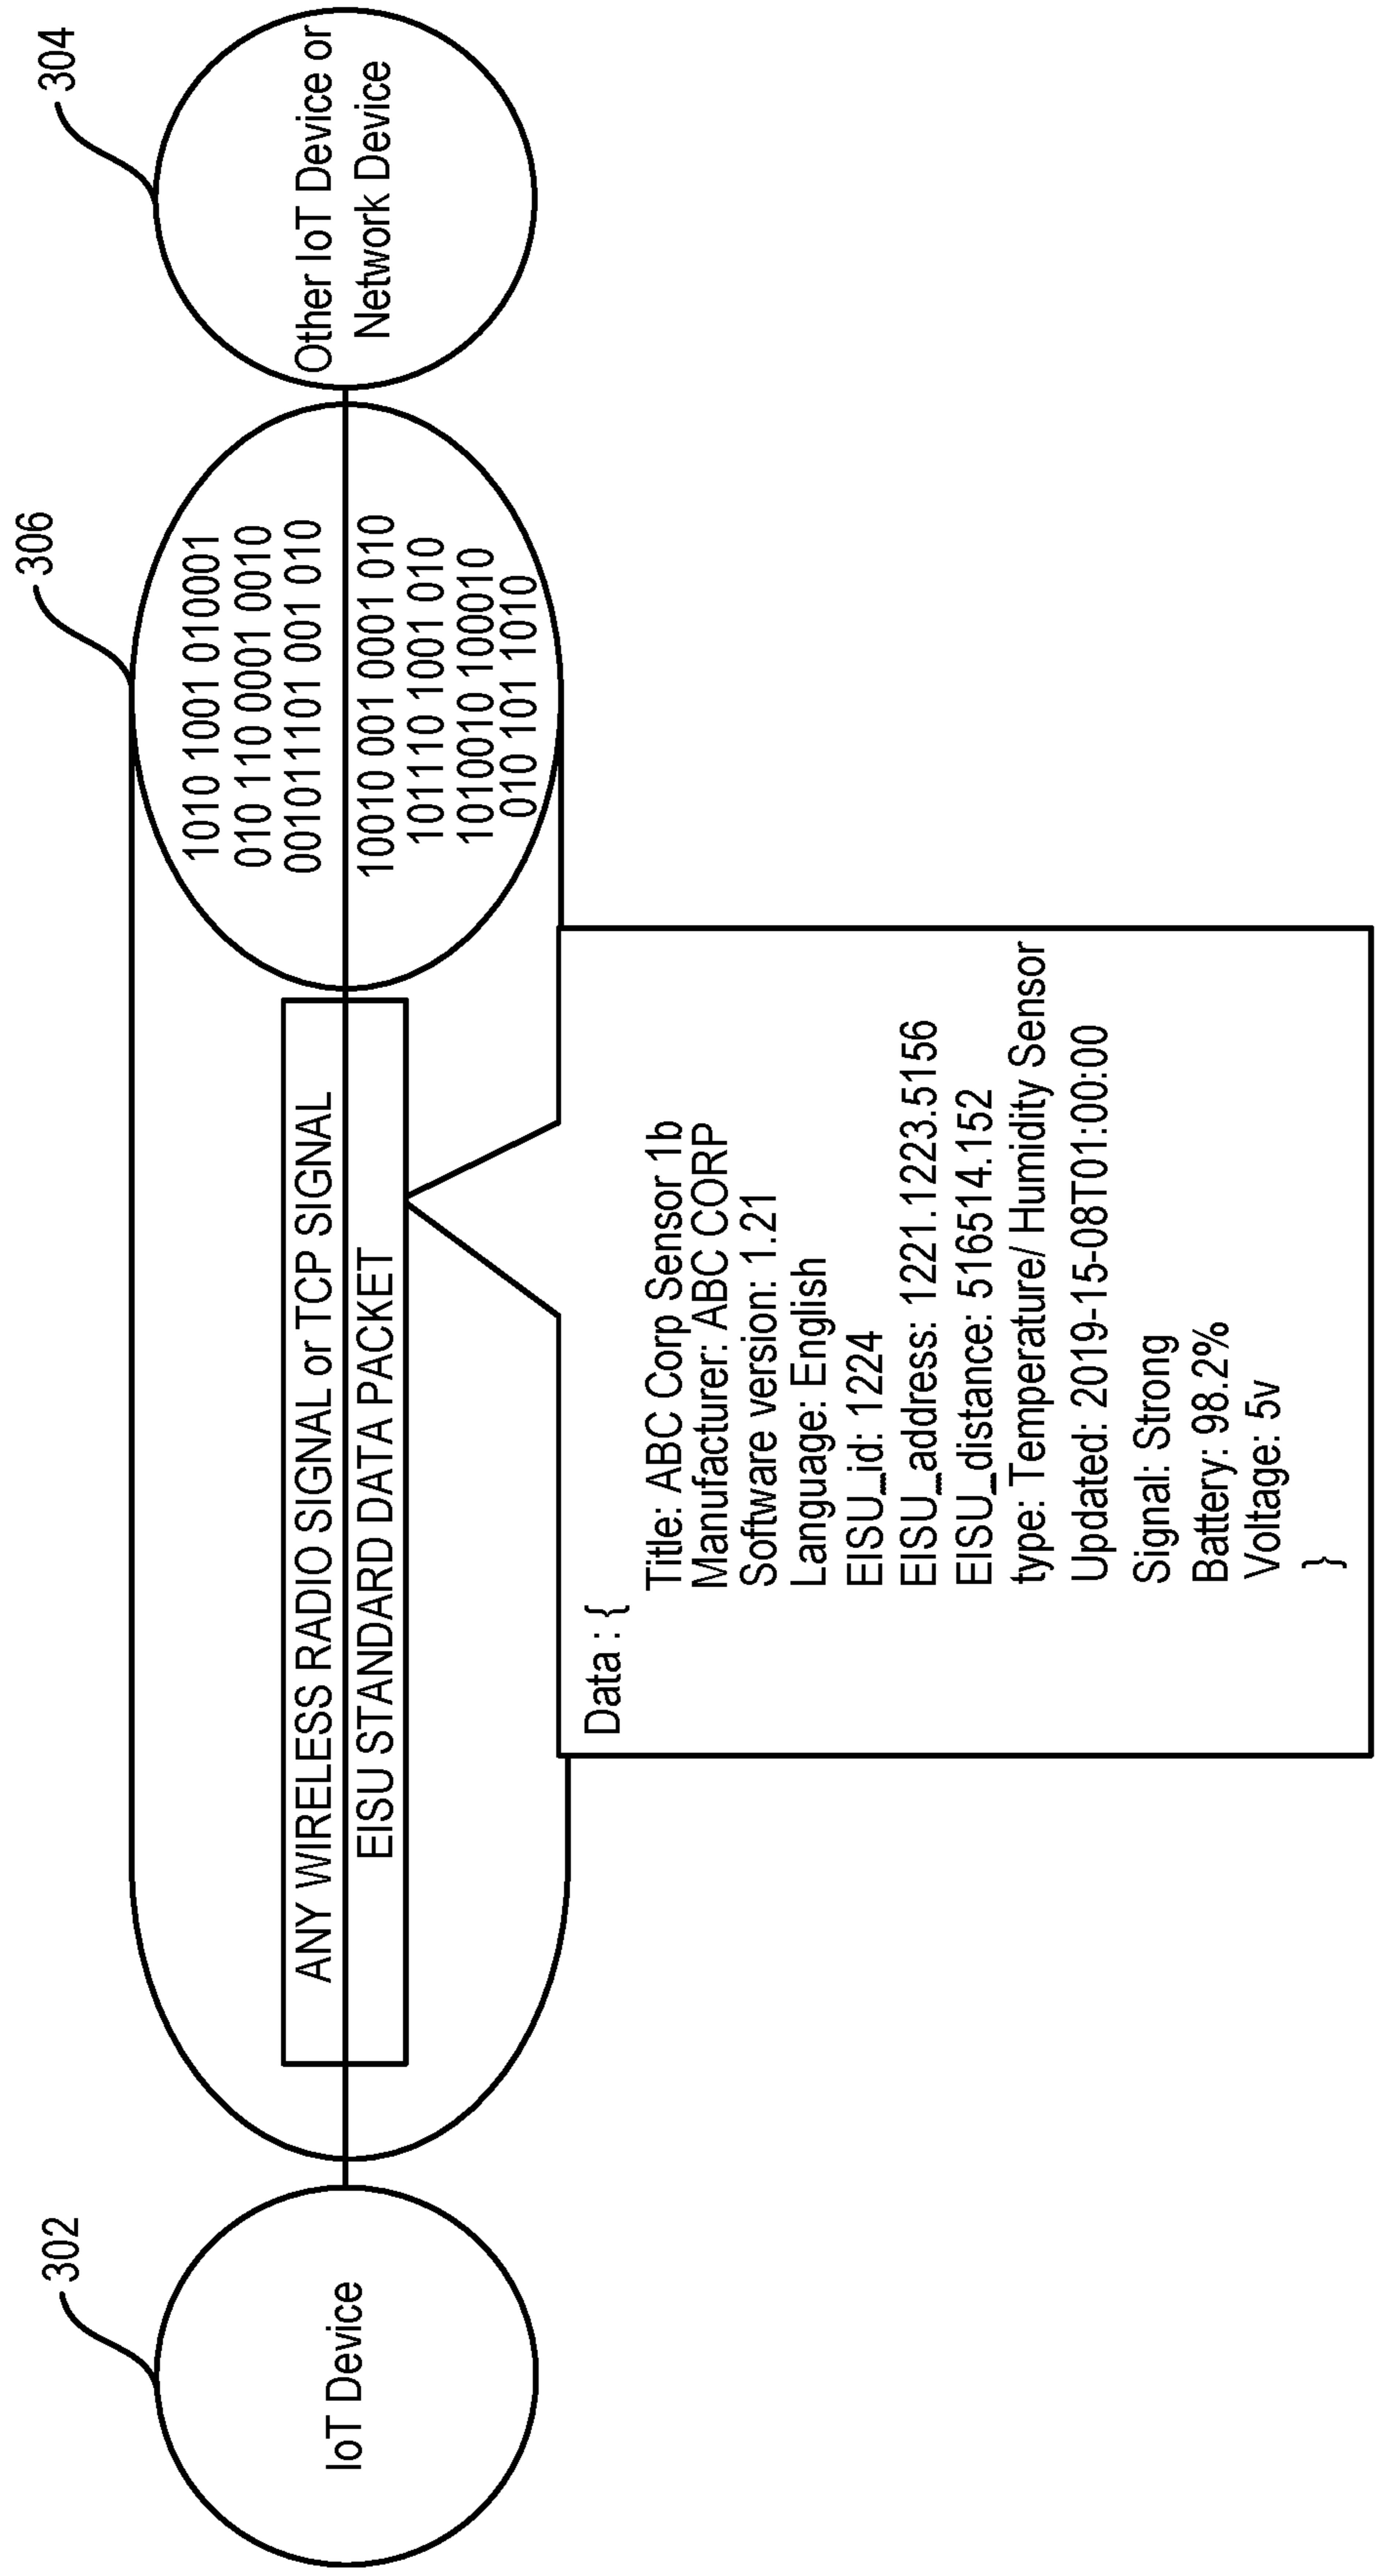 302
306
304
IoT Device
ANY WIRELESS RADIO SIGNAL or TCP SIGNAL
EISU STANDARD DATA PACKET
1010 1001 010001
010 110 0001 0010
001011101 001 010
10010 001 0001 010
101110 1001 010
1010010 100010
010 101 1010
Other IoT Device or
Network Device
Data : {
Title: ABC Corp Sensor 1b
Manufacturer: ABC CORP
Software version: 1.21
Language: English
EISU_id: 1224
EISU_address: 1221.1223.5156
EISU_distance: 516514.152
type: Temperature/ Humidity Sensor
Updated: 2019-15-08T01:00:00
Signal: Strong
Battery: 98.2%
Voltage: 5v
}